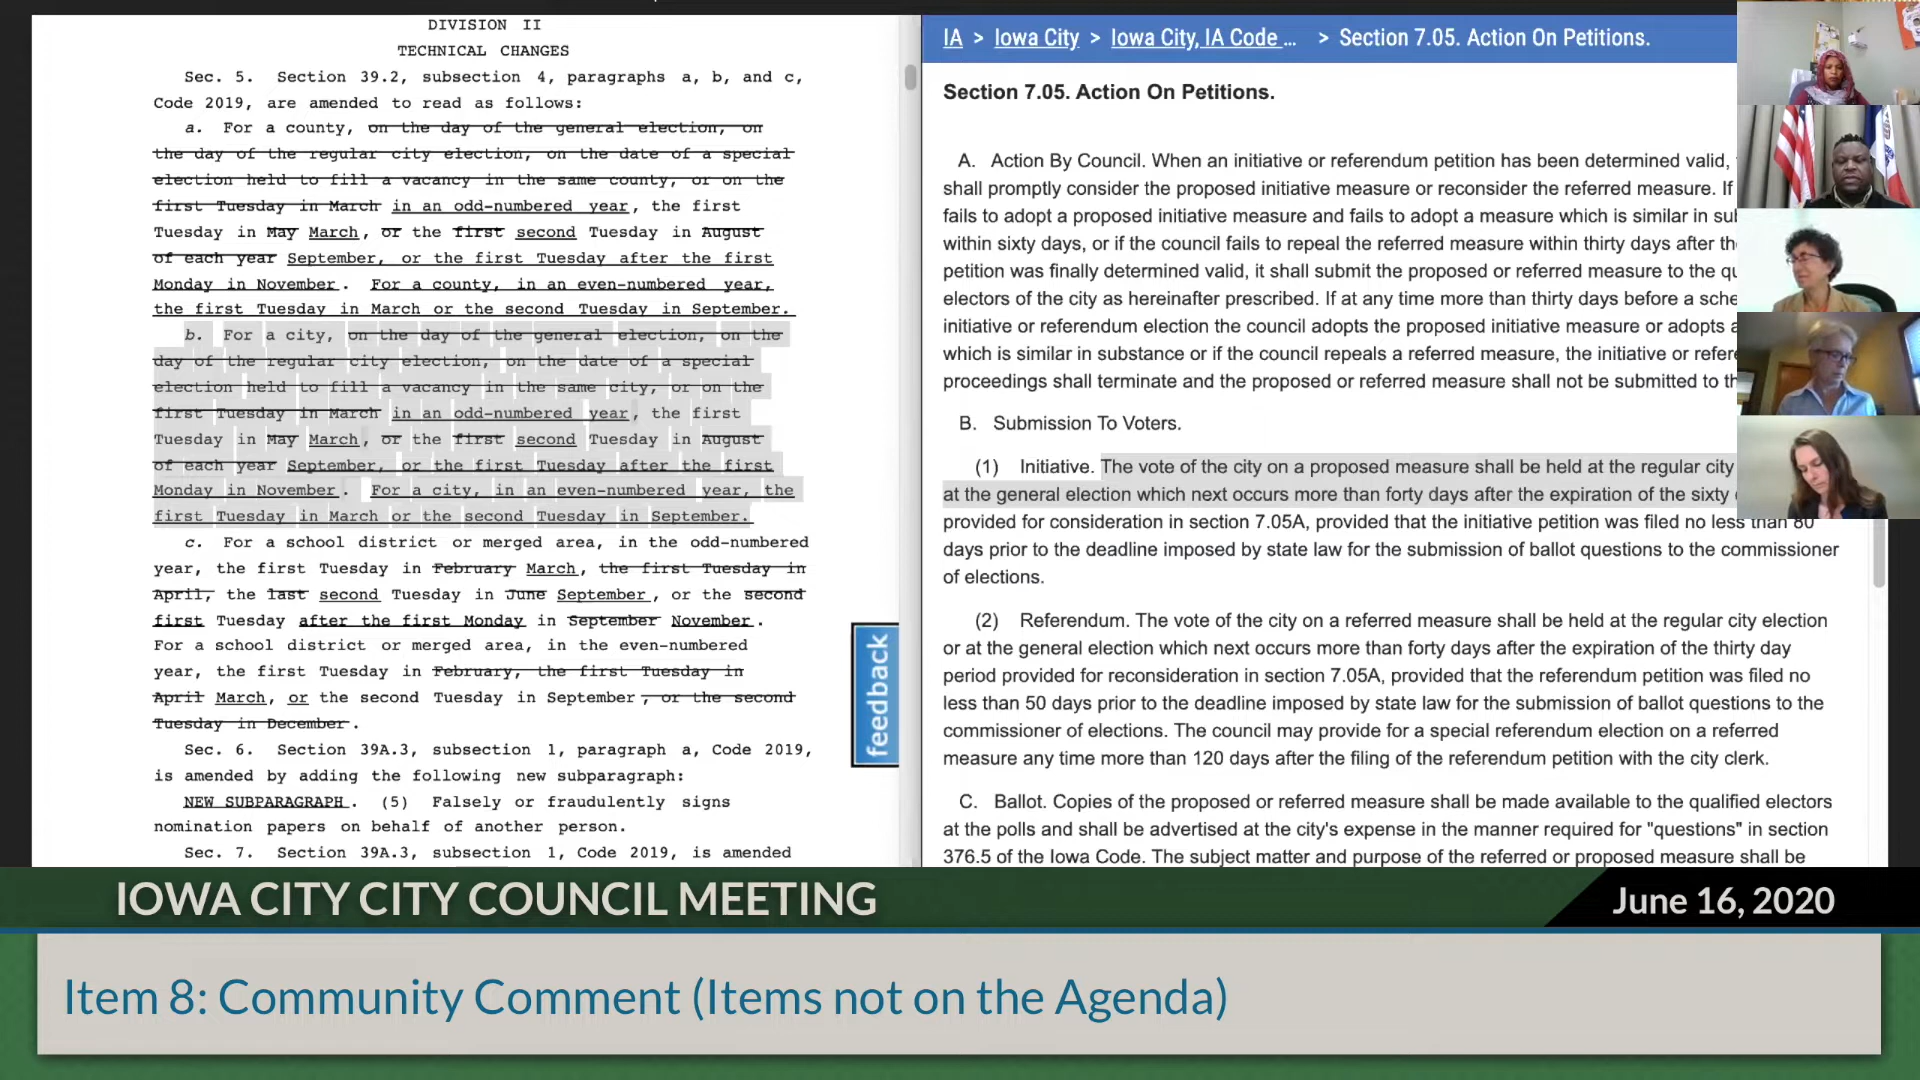 DIVISION II
TECHNICAL CHANGES
Sec. 5. Section 39.2, subsection 4, paragraphs a, b, and c,
Code 2019, are amended to read as follows:
a. For a county, on the day of the general election, on
the day of the regular city election, on the date of a special
election held to fill a vacancy in the same county, or on the
first Tuesday in March in an odd-numbered year, the first
Tuesday in May March, or the first second Tuesday in August
of each year September, or the first Tuesday after the first
Monday in November. For a county, in an even-numbered year,
the first Tuesday in March or the second Tuesday in September.
b. For a city, on the day of the general election, on the
day of the regular city election, on the date of a special
election held to fill a vacancy in the same city, or on the
first Tuesday in March in an odd-numbered year, the first
Tuesday in May March, or the first second Tuesday in August
of each year September, or the first Tuesday after the first
Monday in November. For a city, in an even-numbered year, the
first Tuesday in March or the second Tuesday in September.
c. For a school district or merged area, in the odd-numbered
year, the first Tuesday in February March, the first Tuesday in
April, the last second Tuesday in June September, or the second
first Tuesday after the first Monday in September November.
For a school district or merged area, in the even-numbered
year, the first Tuesday in February, the first Tuesday in
April March, or the second Tuesday in September, or the second
Tuesday in December.
Sec. 6. Section 39A.3, subsection 1, paragraph a, Code 2019,
is amended by adding the following new subparagraph:
NEW SUBPARAGRAPH. (5) Falsely or fraudulently signs
nomination papers on behalf of another person.
Sec. 7. Section 39A.3, subsection 1, Code 2019, is amended
feedback
IA > Iowa City > Iowa City, IA Code ... > Section 7.05. Action On Petitions.
Section 7.05. Action On Petitions.
A. Action By Council. When an initiative or referendum petition has been determined valid,
shall promptly consider the proposed initiative measure or reconsider the referred measure. If
fails to adopt a proposed initiative measure and fails to adopt a measure which is similar in
within sixty days, or if the council fails to repeal the referred measure within thirty days after
petition was finally determined valid, it shall submit the proposed or referred measure to the
electors of the city as hereinafter prescribed. If at any time more than thirty days before a
initiative or referendum election the council adopts the proposed initiative measure or adopts
which is similar in substance or if the council repeals a referred measure, the initiative or
proceedings shall terminate and the proposed or referred measure shall not be submitted to
B. Submission To Voters.
(1) Initiative. The vote of the city on a proposed measure shall be held at the regular city
at the general election which next occurs more than forty days after the expiration of the sixty
provided for consideration in section 7.05A, provided that the initiative petition was filed no less than 80
days prior to the deadline imposed by state law for the submission of ballot questions to the commissioner
of elections.
(2) Referendum. The vote of the city on a referred measure shall be held at the regular city election
or at the general election which next occurs more than forty days after the expiration of the thirty day
period provided for reconsideration in section 7.05A, provided that the referendum petition was filed no
less than 50 days prior to the deadline imposed by state law for the submission of ballot questions to the
commissioner of elections. The council may provide for a special referendum election on a referred
measure any time more than 120 days after the filing of the referendum petition with the city clerk.
C. Ballot. Copies of the proposed or referred measure shall be made available to the qualified electors
at the polls and shall be advertised at the city's expense in the manner required for "questions" in section
376.5 of the Iowa Code. The subject matter and purpose of the referred or proposed measure shall be
IOWA CITY CITY COUNCIL MEETING
June 16, 2020
Item 8: Community Comment (Items not on the Agenda)